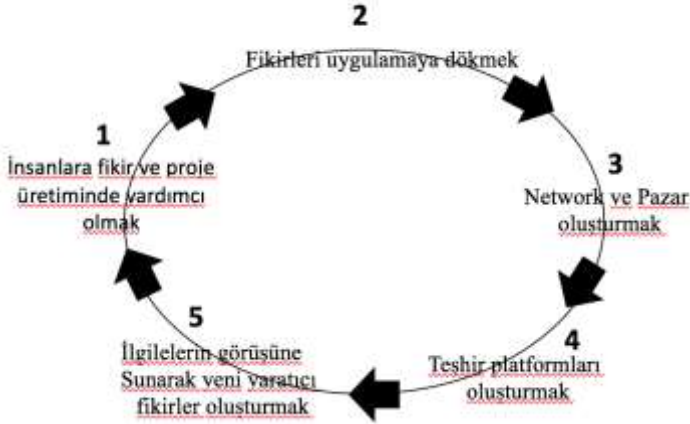 2
Fikirleri uygulamaya dökmek
1
İnsanlara fikir ve proje
üretiminde yardımcı
olmak
3
Network ve Pazar
oluşturmak
4
Teşhir platformları
oluşturmak
5
İlgilelerin görüşüne
Sunarak yeni yaratıcı
fikirler oluşturmak